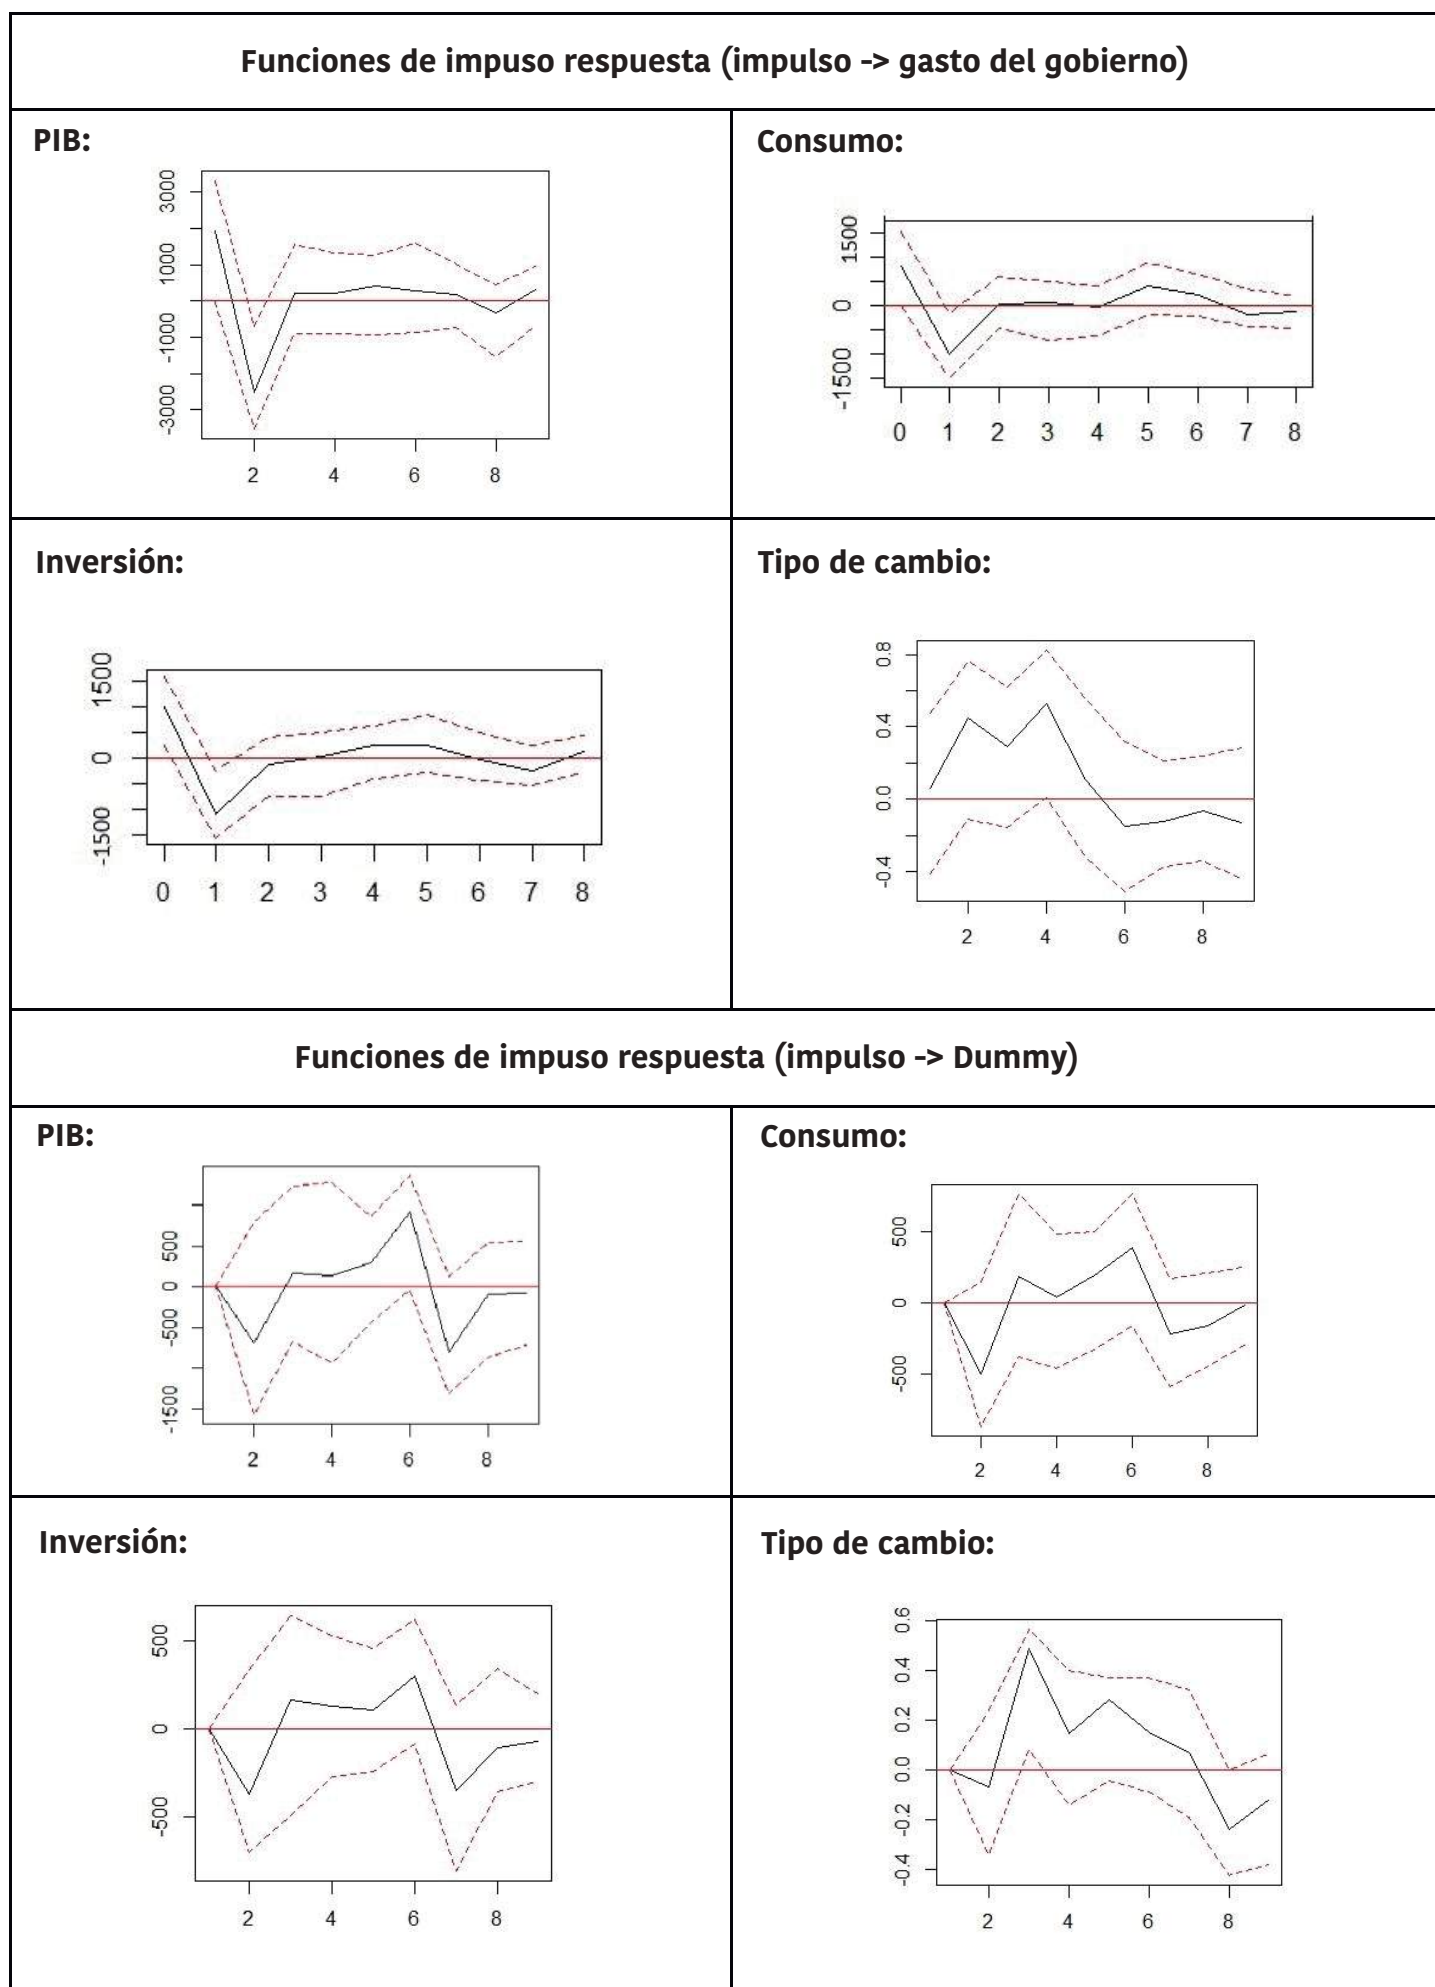 Funciones de impuso respuesta (impulso -> gasto del gobierno)
PIB:
3000
1000
-1000
-3000
2 4 6 8
Consumo:
1500
0
-1500
0 1 2 3 4 5 6 7 8
Inversión:
1500
0
-1500
0 1 2 3 4 5 6 7 8
Tipo de cambio:
0.8
0.4
0.0
-0.4
2 4 6 8
Funciones de impuso respuesta (impulso -> Dummy)
PIB:
500
0
-500
-1500
2 4 6 8
Consumo:
500
0
-500
2 4 6 8
Inversión:
500
0
-500
2 4 6 8
Tipo de cambio:
0.6
0.4
0.2
0.0
-0.2
-0.4
2 4 6 8